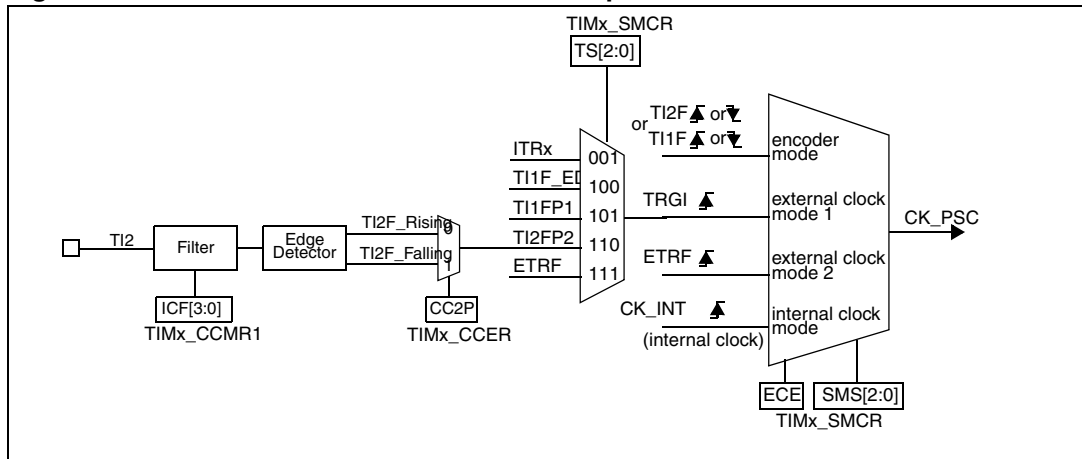 TIMx_SMCR
TS[2:0]
TI2F or
or TI1F or
encoder
mode
ITRx
001
TI1F_ED
100
TI1FP1
101
TRGI
external clock
mode 1
CK_PSC
TI2F_Rising
0
TI2
Filter
Edge
Detector
TI2F_Falling
1
TI2FP2
110
ETRF
111
ETRF
external clock
mode 2
ICF[3:0]
TIMx_CCMR1
CC2P
TIMx_CCER
CK_INT
(internal clock)
internal clock
mode
ECE
SMS[2:0]
TIMx_SMCR